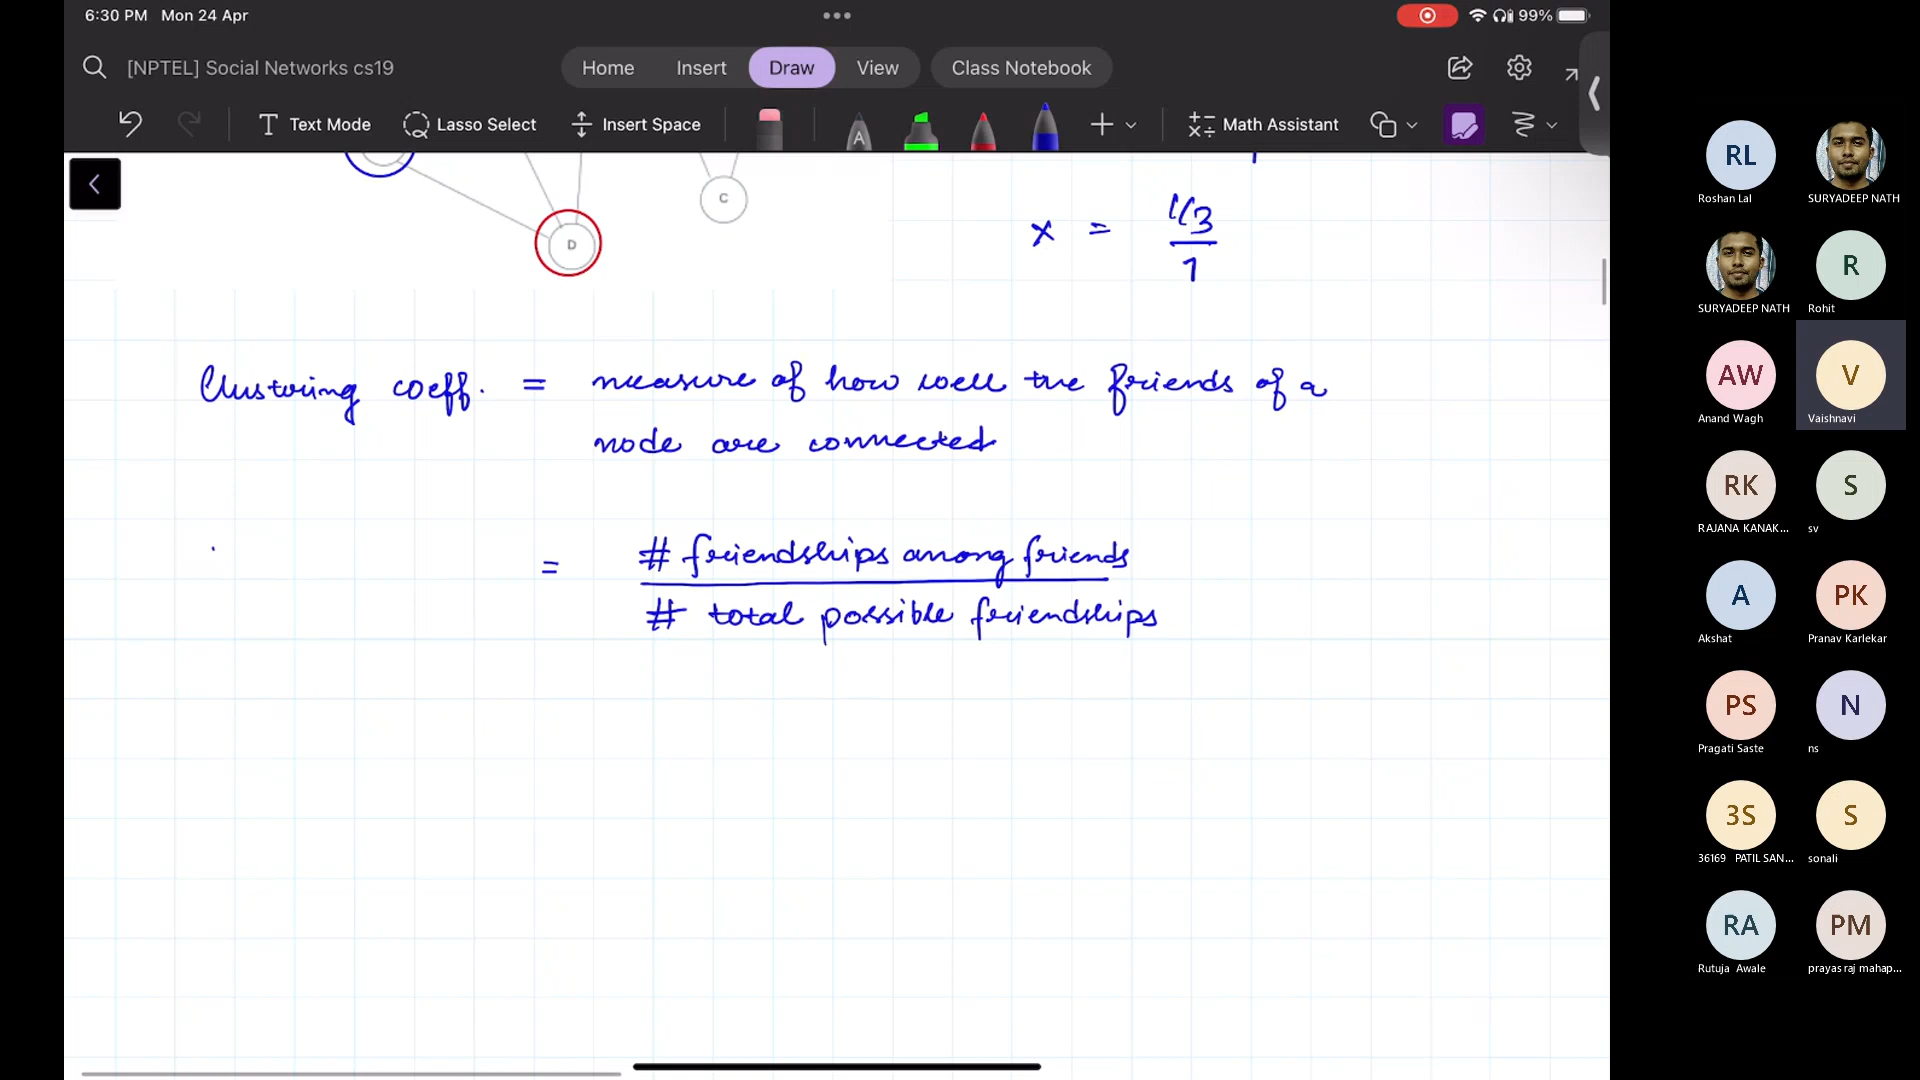 6:30 PM Mon 24 Apr
99%
[NPTEL] Social Networks cs19
Home Insert Draw View Class Notebook
Text Mode Lasso Select Insert Space A Math Assistant
C
D
x = 1/3
1
Clustering coeff. = measure of how well the friends of a
node are connected
= # friendships among friends
# total possible friendships
RL
Roshan Lal SURYADEEP NATH
R
SURYADEEP NATH Rohit
AW V
Anand Wagh Vaishnavi
RK S
RAJANA KANAK... sv
A PK
Akshat Pranav Karlekar
PS N
Pragati Saste ns
3S S
36169 PATIL SAN... sonali
RA PM
Rutuja Awale prayas raj mahap...